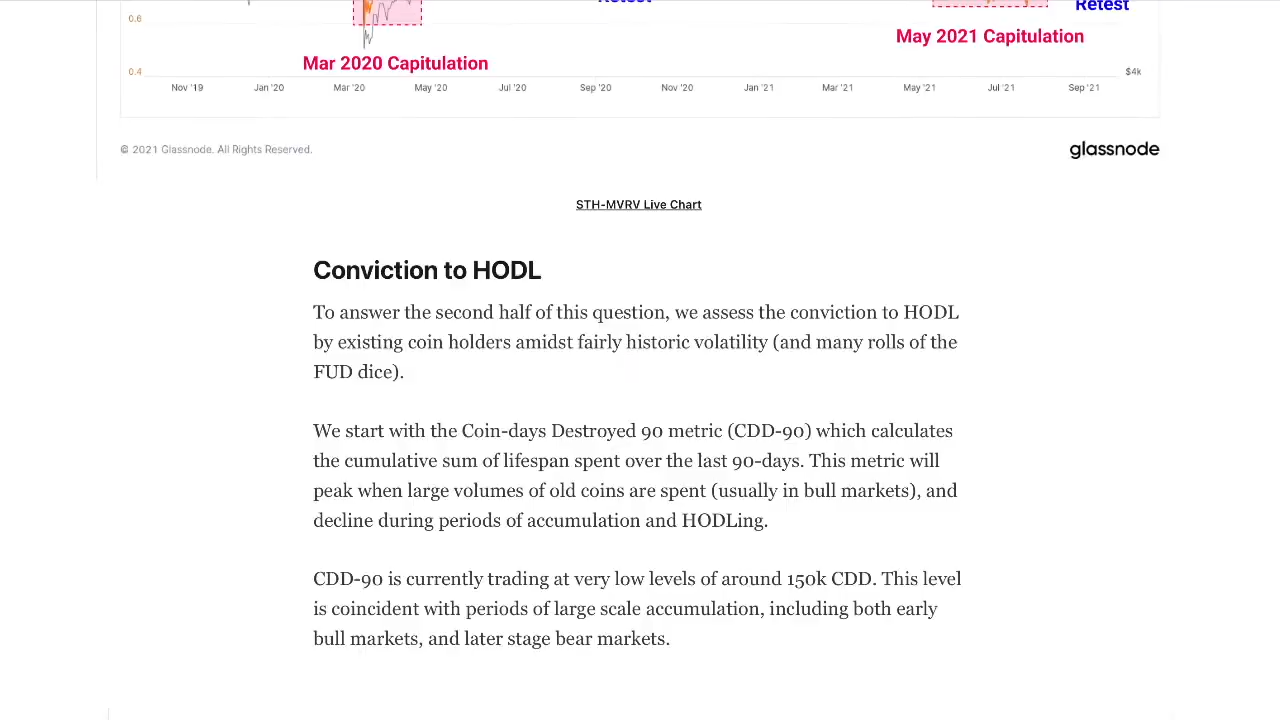 0.6
Retest
Retest
May 2021 Capitulation
Mar 2020 Capitulation
0.4
$4k
Nov '19 Jan '20 Mar '20 May '20 Jul '20 Sep '20 Nov '20 Jan '21 Mar '21 May '21 Jul '21 Sep '21
© 2021 Glassnode. All Rights Reserved.
glassnode
STH-MVRV Live Chart
Conviction to HODL
To answer the second half of this question, we assess the conviction to HODL
by existing coin holders amidst fairly historic volatility (and many rolls of the
FUD dice).
We start with the Coin-days Destroyed 90 metric (CDD-90) which calculates
the cumulative sum of lifespan spent over the last 90-days. This metric will
peak when large volumes of old coins are spent (usually in bull markets), and
decline during periods of accumulation and HODLing.
CDD-90 is currently trading at very low levels of around 150k CDD. This level
is coincident with periods of large scale accumulation, including both early
bull markets, and later stage bear markets.